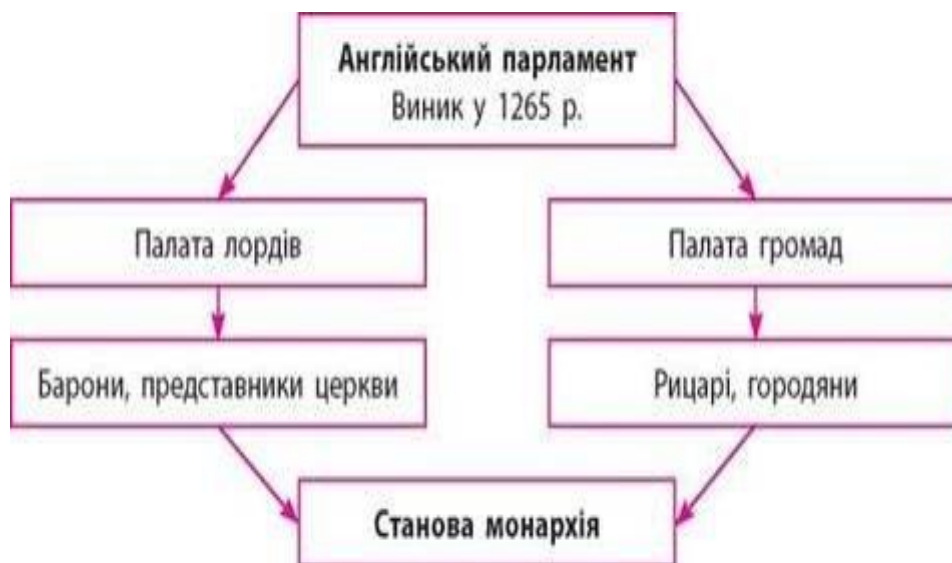 Англійський парламент
Виник у 1265 р.
Палата лордів
Палата громад
Барони, представники церкви
Рицарі, городяни
Станова монархія